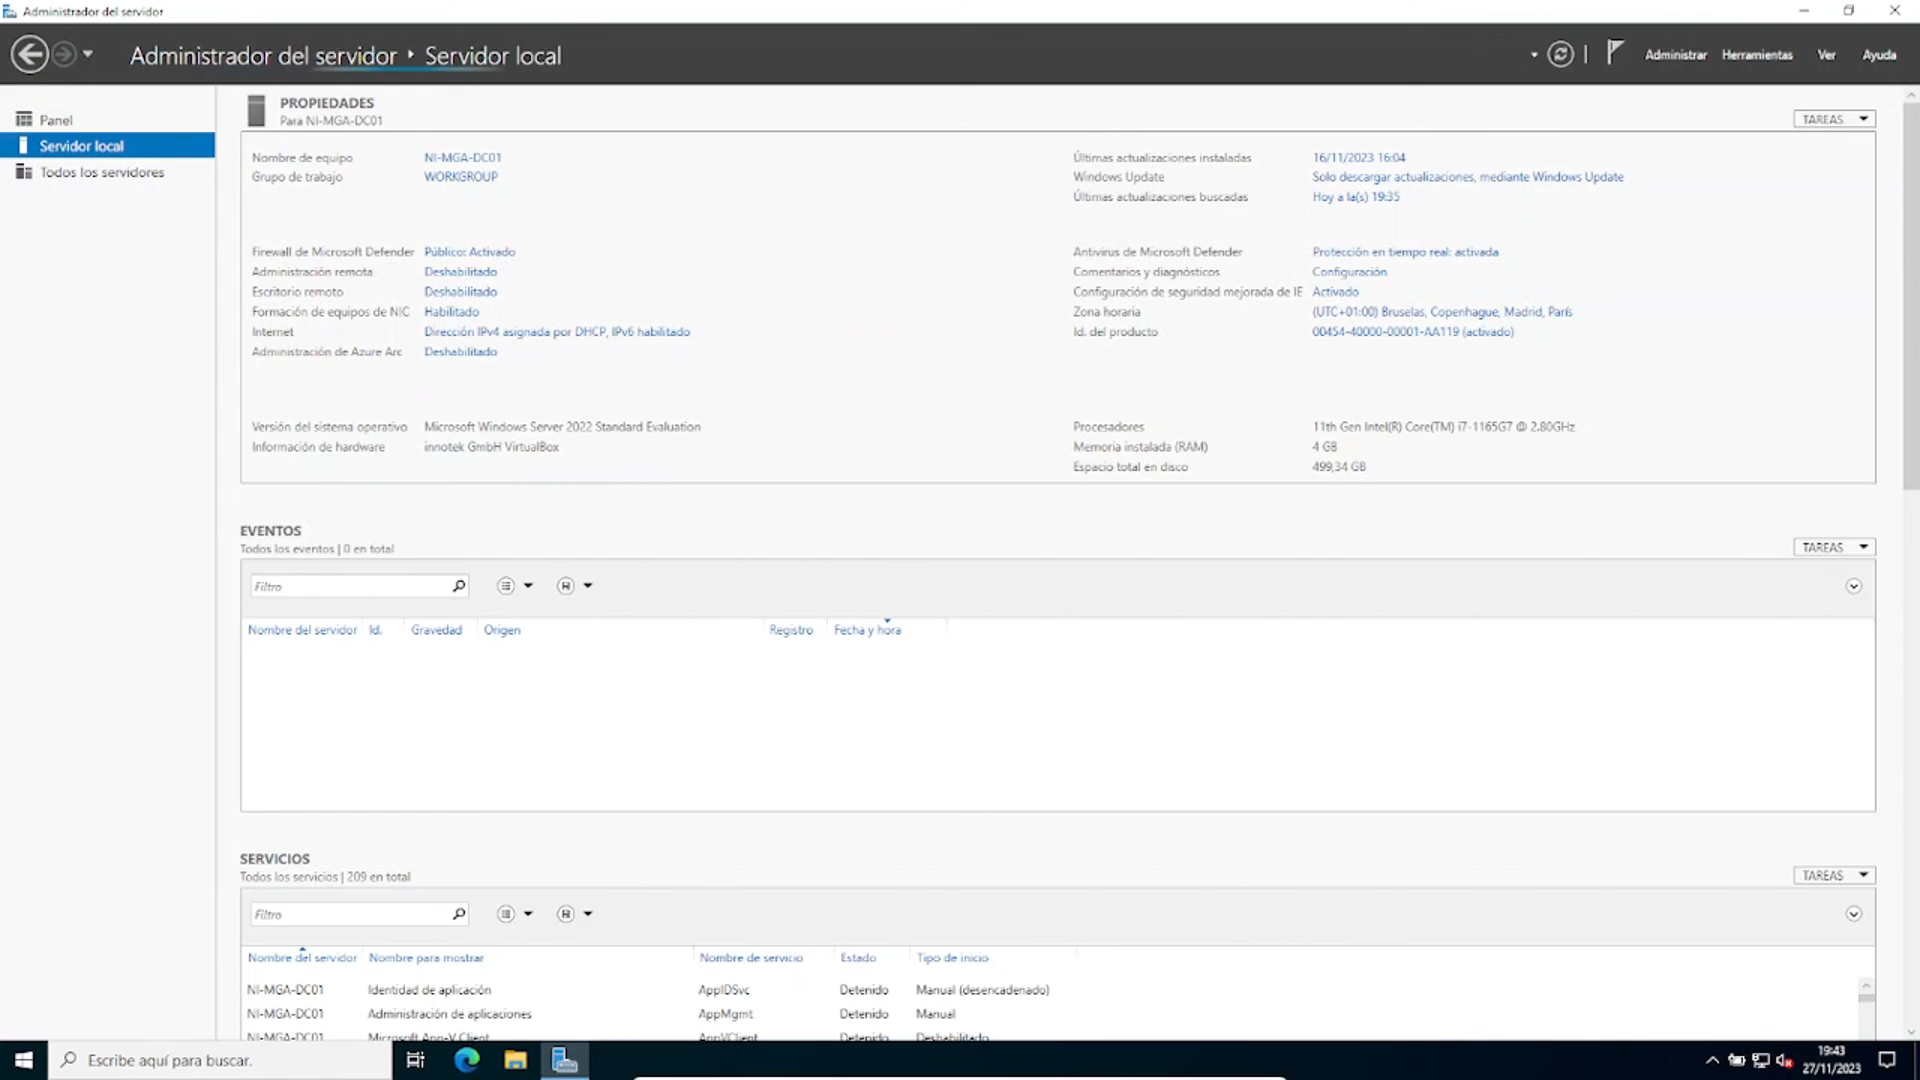 Administrador del servidor
Administrador del servidor ‣ Servidor local
Administrar Herramientas Ver Ayuda
Panel
Servidor local
Todos los servidores
PROPIEDADES
Para NI-MGA-DC01
TAREAS
Nombre de equipo NI-MGA-DC01
Grupo de trabajo WORKGROUP
Últimas actualizaciones instaladas 16/11/2023 16:04
Windows Update Solo descargar actualizaciones, mediante Windows Update
Últimas actualizaciones buscadas Hoy a la(s) 19:35
Firewall de Microsoft Defender Público: Activado
Administración remota Deshabilitado
Escritorio remoto Deshabilitado
Formación de equipos de NIC Habilitado
Internet Dirección IPv4 asignada por DHCP, IPv6 habilitado
Administración de Azure Arc Deshabilitado
Antivirus de Microsoft Defender Protección en tiempo real: activada
Comentarios y diagnósticos Configuración
Configuración de seguridad mejorada de IE Activado
Zona horaria (UTC+01:00) Bruselas, Copenhague, Madrid, París
Id. del producto 00454-40000-00001-AA119 (activado)
Versión del sistema operativo Microsoft Windows Server 2022 Standard Evaluation
Información de hardware innotek GmbH VirtualBox
Procesadores 11th Gen Intel(R) Core(TM) i7-1165G7 @ 2.80GHz
Memoria instalada (RAM) 4 GB
Espacio total en disco 499,34 GB
EVENTOS
Todos los eventos | 0 en total
TAREAS
Filtro
Nombre del servidor Id. Gravedad Origen Registro Fecha y hora
SERVICIOS
Todos los servicios | 209 en total
TAREAS
Filtro
Nombre del servidor Nombre para mostrar Nombre de servicio Estado Tipo de inicio
NI-MGA-DC01 Identidad de aplicación AppIDSvc Detenido Manual (desencadenado)
NI-MGA-DC01 Administración de aplicaciones AppMgmt Detenido Manual
NI-MGA-DC01 Microsoft App-V Client AppVClient Detenido Deshabilitado
Escribe aquí para buscar.
19:43
27/11/2023